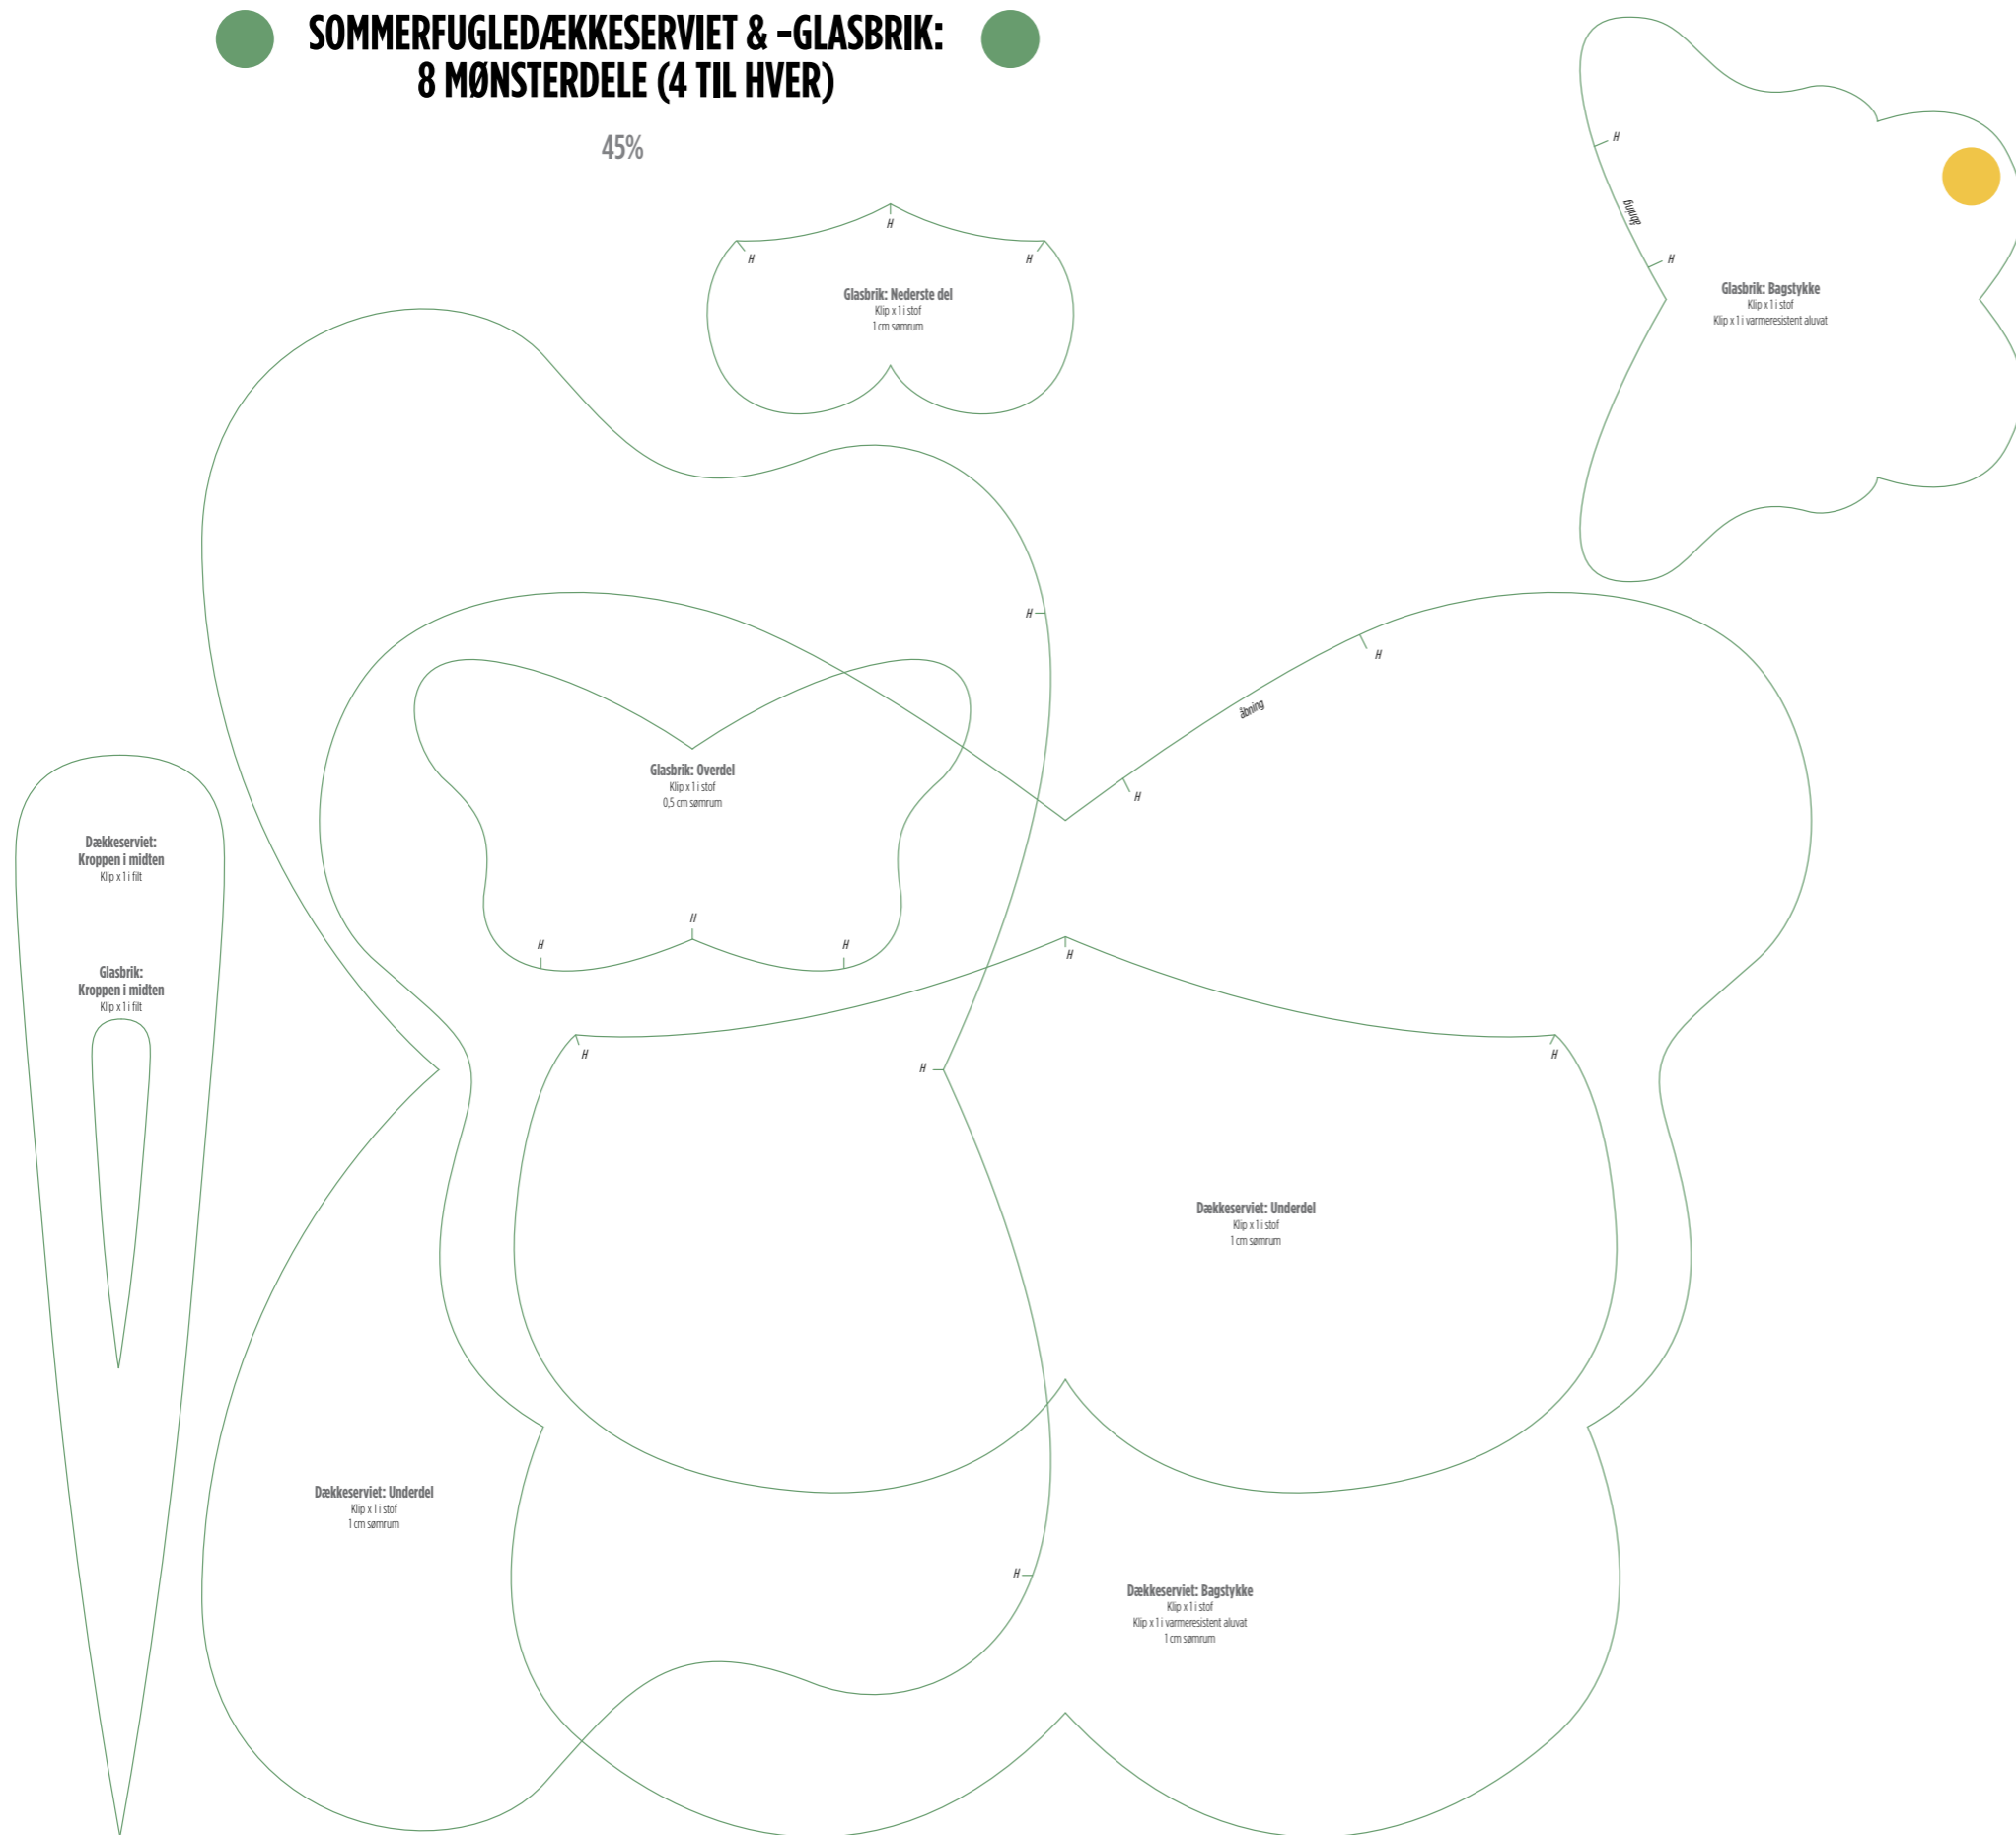 SOMMERFUGLEDÆKKESERVIET & –GLASBRIK:
8 MØNSTERDELE (4 TIL HVER)
45%
H
H
H
Glasbrik: Nederste del
Klip x 1 i stof
1 cm sømrum
H
åbning
H
Glasbrik: Bagstykke
Klip x 1 i stof
Klip x 1 i varmeresistent aluvat
H
H
åbning
H
Glasbrik: Overdel
Klip x 1 i stof
0,5 cm sømrum
H
H
H
Dækkeserviet:
Kroppen i midten
Klip x 1 i filt
Glasbrik:
Kroppen i midten
Klip x 1 i filt
H
H
H
H
Dækkeserviet: Underdel
Klip x 1 i stof
1 cm sømrum
Dækkeserviet: Underdel
Klip x 1 i stof
1 cm sømrum
H
Dækkeserviet: Bagstykke
Klip x 1 i stof
Klip x 1 i varmeresistent aluvat
1 cm sømrum